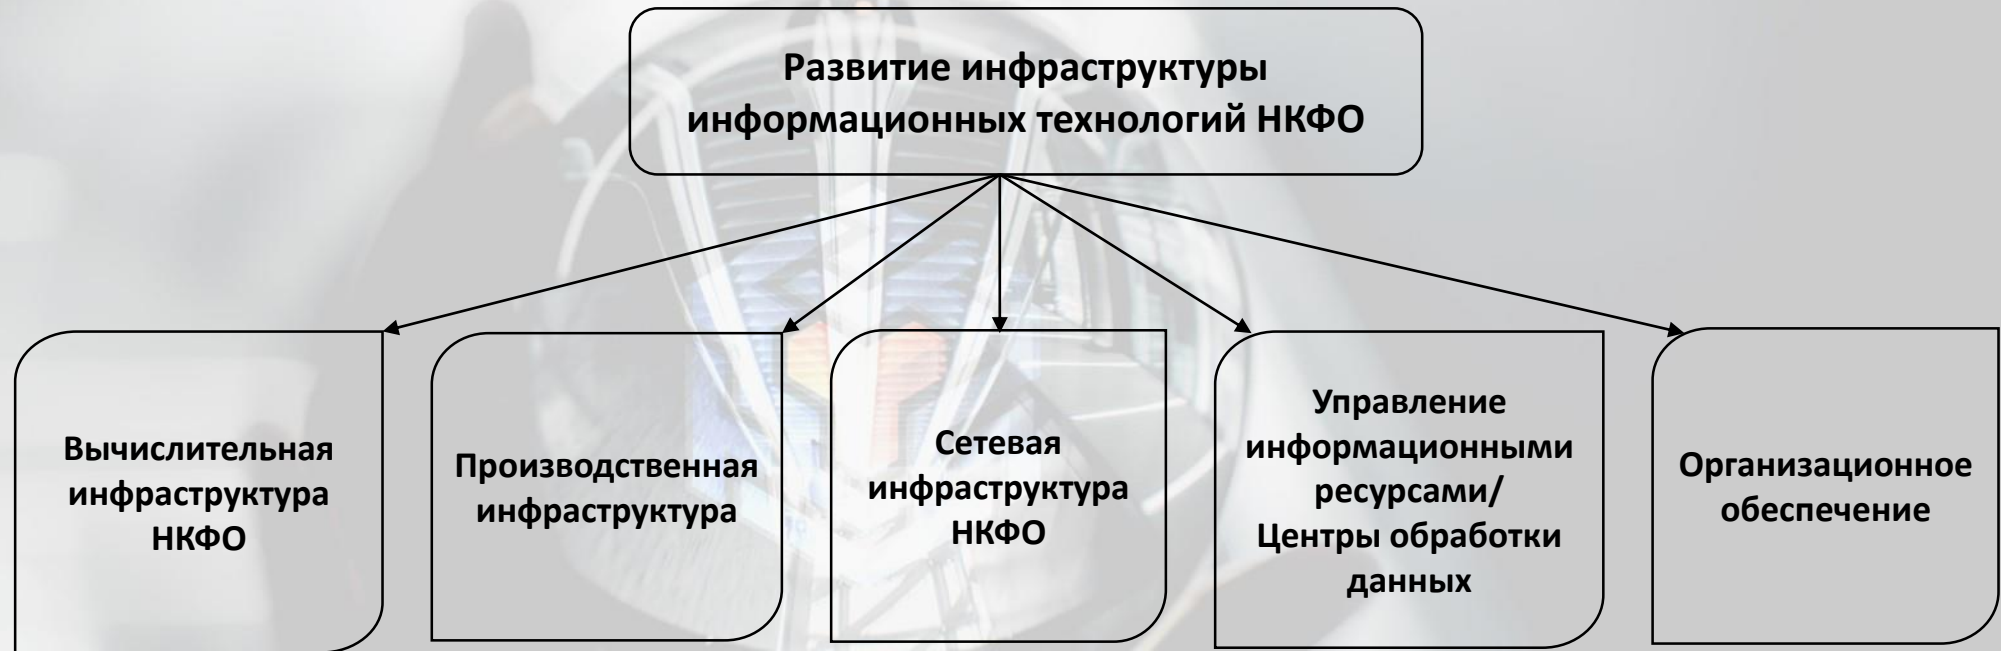 Развитие инфраструктуры
информационных технологий НКФО
Вычислительная
инфраструктура
НКФО
Производственная
инфраструктура
Сетевая
инфраструктура
НКФО
Управление
информационными
ресурсами/
Центры обработки
данных
Организационное
обеспечение